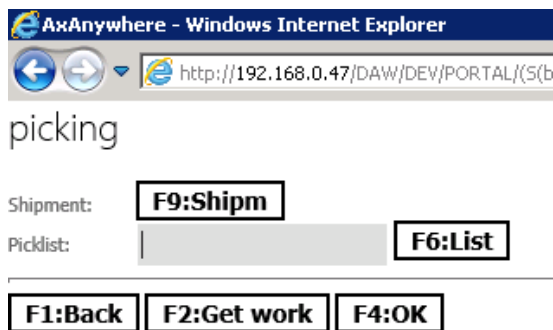 AxAnywhere - Windows Internet Explorer
http://192.168.0.47/DAW/DEV/PORTAL/(S(b
picking
Shipment: F9:Shipm
Picklist: F6:List
F1:Back F2:Get work F4:OK